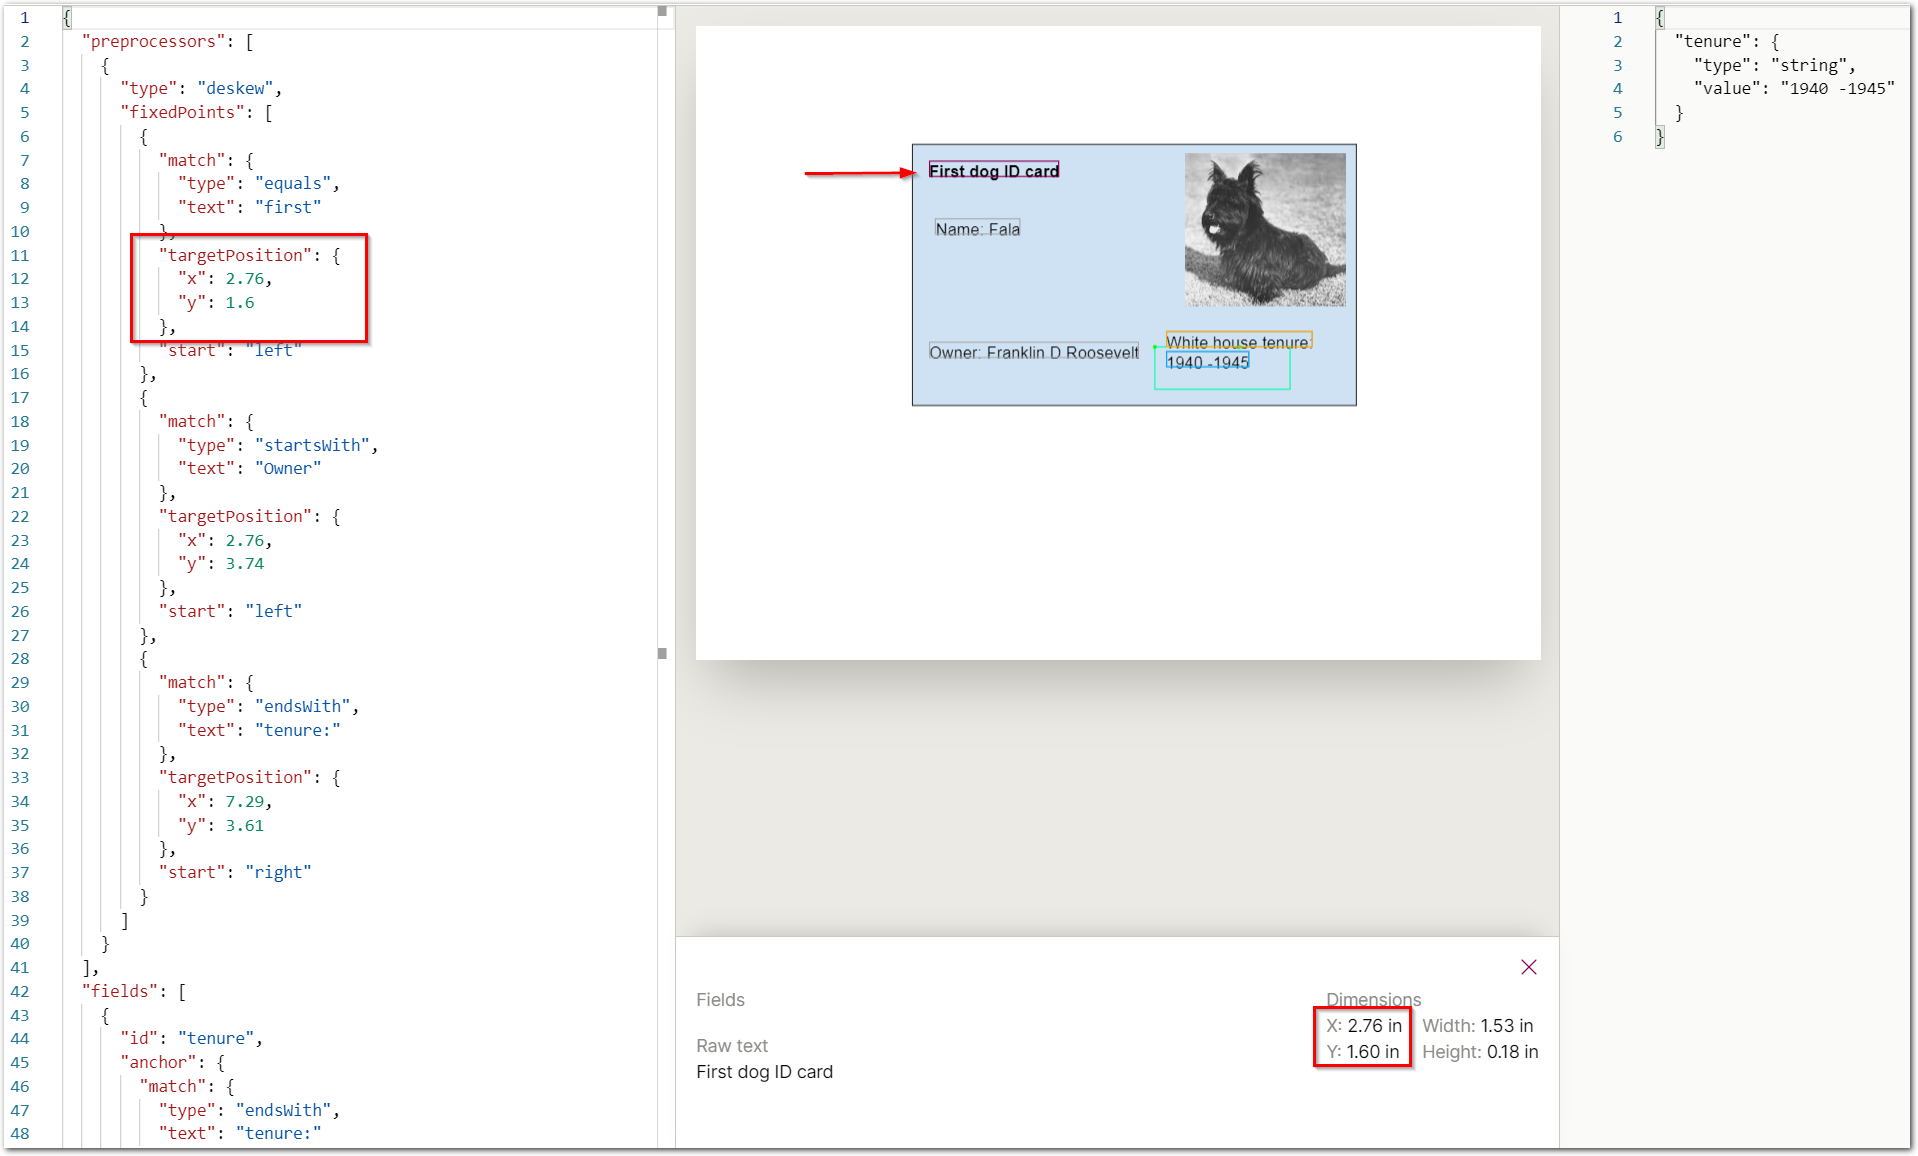 1 {
2 "preprocessors": [
3 {
4 "type": "deskew",
5 "fixedPoints": [
6 {
7 "match": {
8 "type": "equals",
9 "text": "first"
10 },
11 "targetPosition": {
12 "x": 2.76,
13 "y": 1.6
14 },
15 "start": "left"
16 },
17 {
18 "match": {
19 "type": "startsWith",
20 "text": "Owner"
21 },
22 "targetPosition": {
23 "x": 2.76,
24 "y": 3.74
25 },
26 "start": "left"
27 },
28 {
29 "match": {
30 "type": "endsWith",
31 "text": "tenure:"
32 },
33 "targetPosition": {
34 "x": 7.29,
35 "y": 3.61
36 },
37 "start": "right"
38 }
39 ]
40 }
41 ],
42 "fields": [
43 {
44 "id": "tenure",
45 "anchor": {
46 "match": {
47 "type": "endsWith",
48 "text": "tenure:"
First dog ID card
Name: Fala
Owner: Franklin D Roosevelt
White house tenure:
1940 -1945
Fields
Raw text
First dog ID card
Dimensions
X: 2.76 in Width: 1.53 in
Y: 1.60 in Height: 0.18 in
1 {
2 "tenure": {
3 "type": "string",
4 "value": "1940 -1945"
5 }
6 }